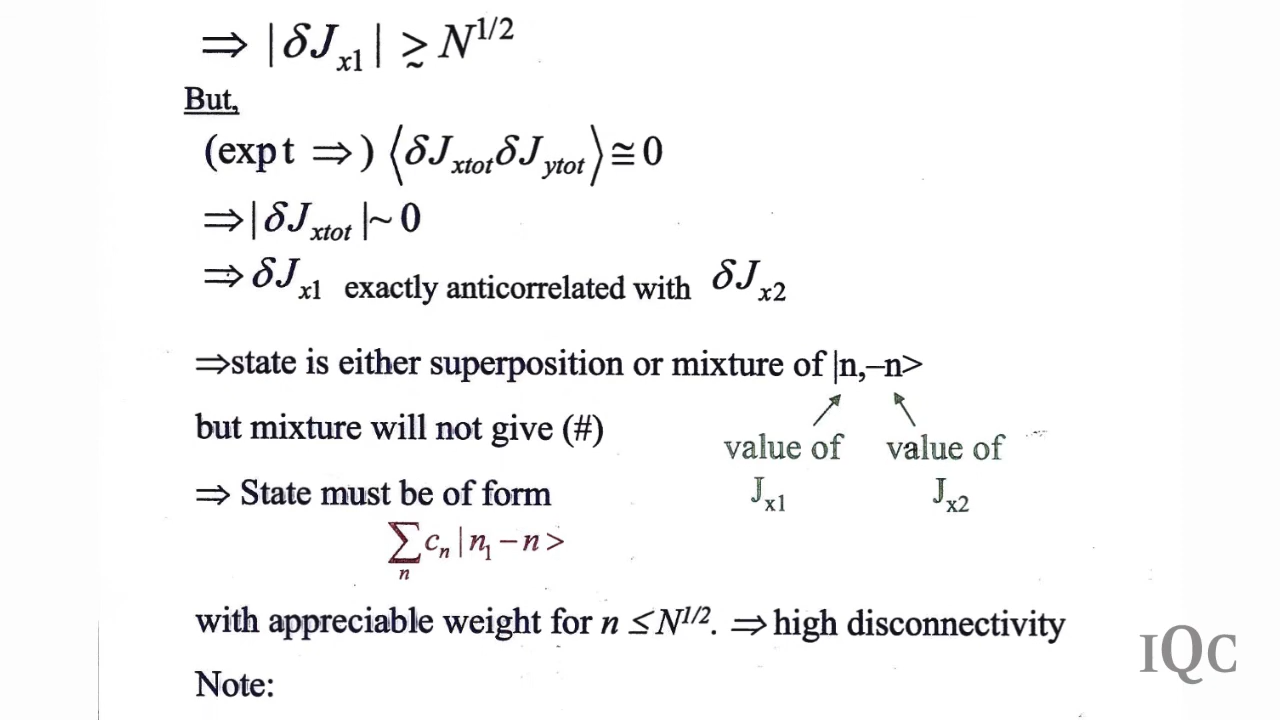 ⇒ |δJ_x1| ≳ N^1/2
But,
(exp t ⇒) ⟨δJ_xtot δJ_ytot⟩ ≅ 0
⇒ |δJ_xtot| ~ 0
⇒ δJ_x1 exactly anticorrelated with δJ_x2
⇒state is either superposition or mixture of |n,–n>
but mixture will not give (#)
value of J_x1
value of J_x2
⇒ State must be of form
∑_n c_n | n_1 − n >
with appreciable weight for n ≤ N^1/2. ⇒ high disconnectivity
Note:
IQC